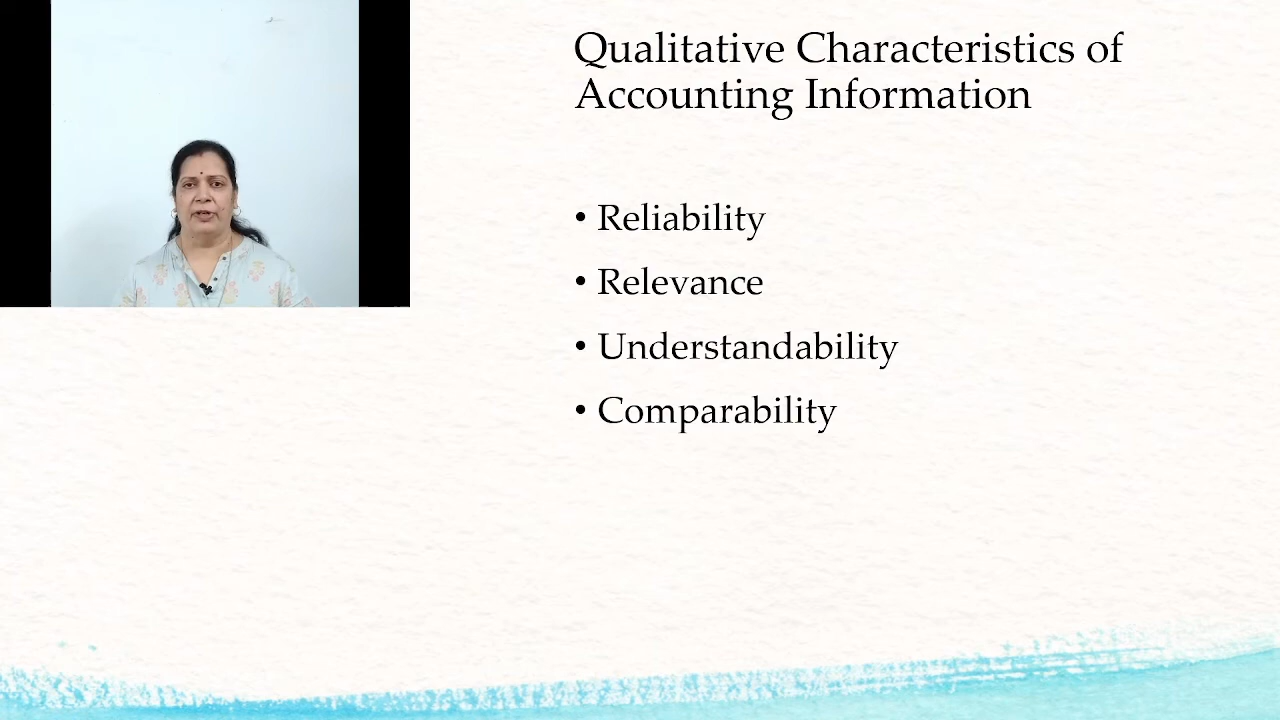 Qualitative Characteristics of
Accounting Information
• Reliability
• Relevance
• Understandability
• Comparability